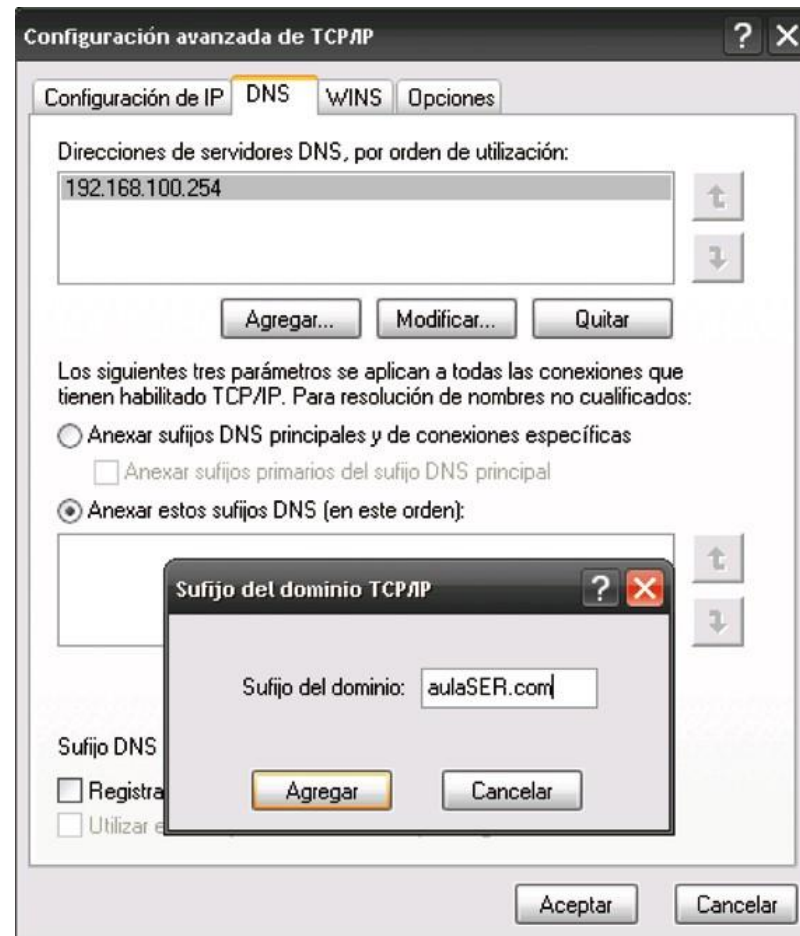 Configuración avanzada de TCP/IP
Configuración de IP
DNS
WINS
Opciones
Direcciones de servidores DNS, por orden de utilización:
192.168.100.254
Agregar...
Modificar...
Quitar
Los siguientes tres parámetros se aplican a todas las conexiones que
tienen habilitado TCP/IP. Para resolución de nombres no cualificados:
Anexar sufijos DNS principales y de conexiones específicas
Anexar sufijos primarios del sufijo DNS principal
Anexar estos sufijos DNS (en este orden):
Sufijo del dominio TCP/IP
Sufijo del dominio:
aulaSER.com
Agregar
Cancelar
Sufijo DNS
Registra
Utilizar e
Aceptar
Cancelar